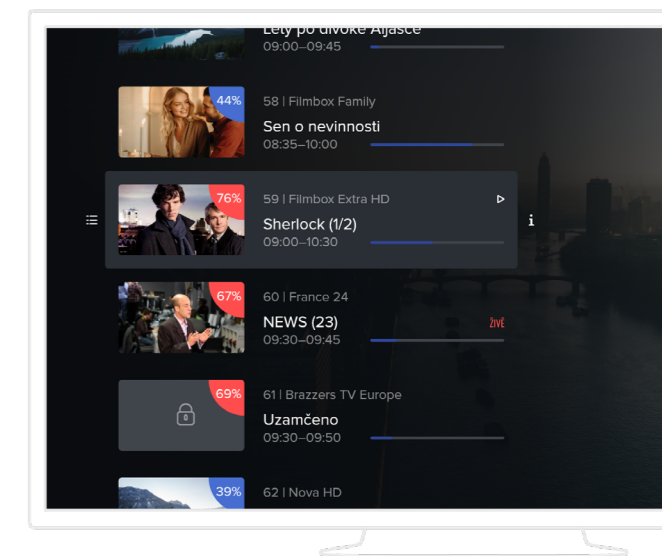 Lety po divoké Aljašce
09:00–09:45
44%
58 | Filmbox Family
Sen o nevinnosti
08:35–10:00
76%
59 | Filmbox Extra HD
Sherlock (1/2)
09:00–10:30
i
67%
60 | France 24
NEWS (23)
ŽIVĚ
09:30–09:45
69%
61 | Brazzers TV Europe
Uzamčeno
09:30–09:50
39%
62 | Nova HD